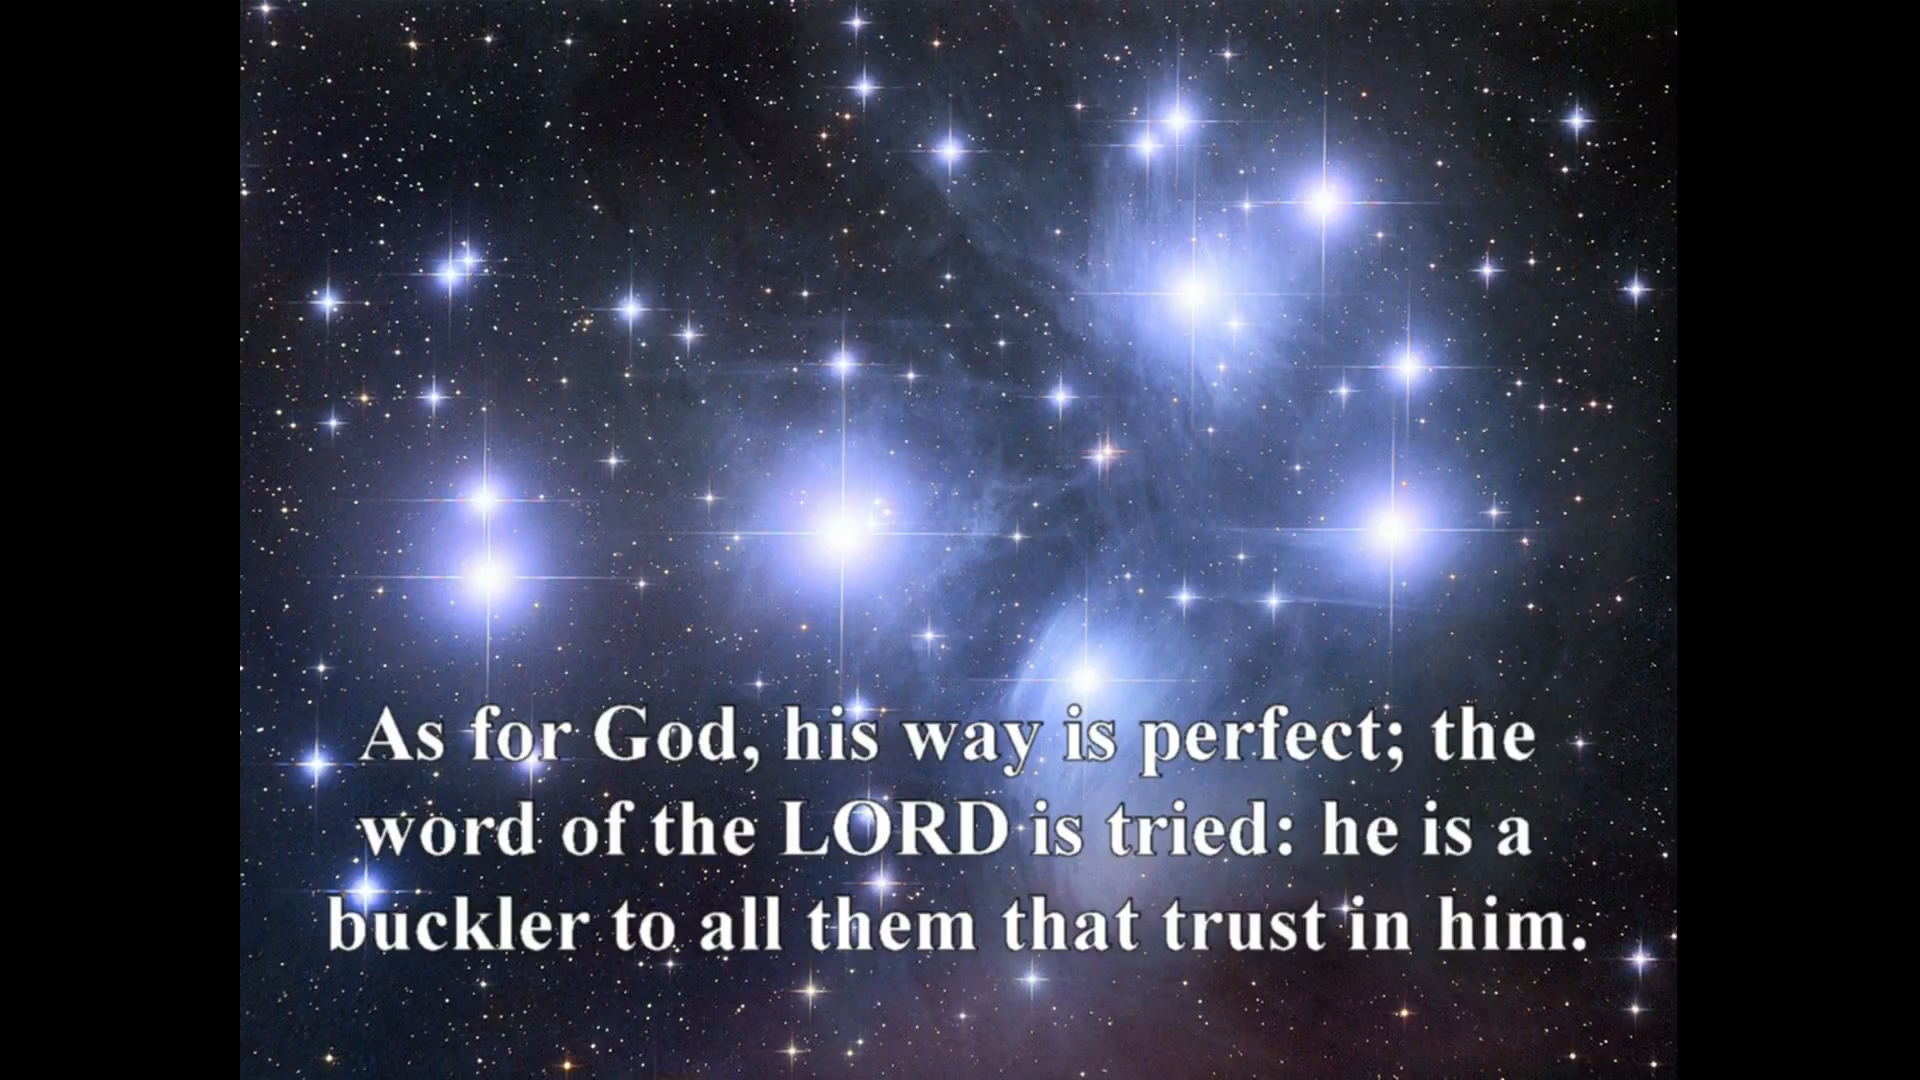 As for God, his way is perfect; the
word of the LORD is tried: he is a
buckler to all them that trust in him.